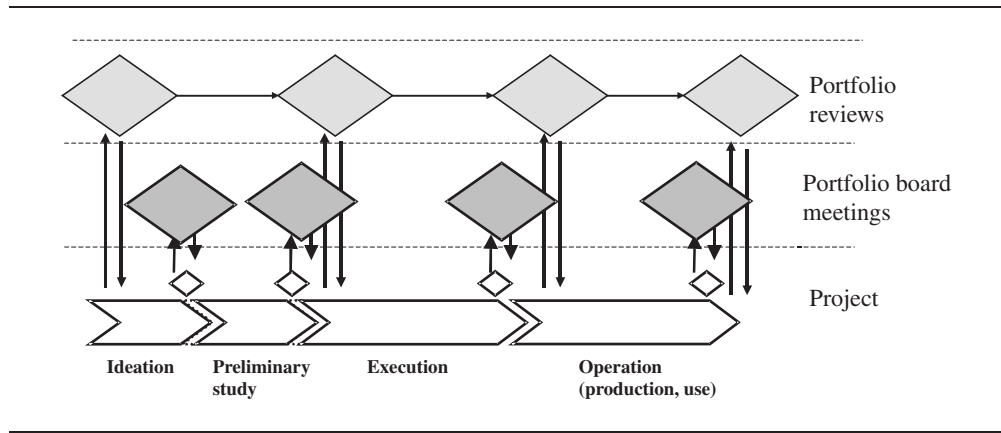 Portfolio
reviews
Portfolio board
meetings
Project
Ideation
Preliminary
study
Execution
Operation
(production, use)